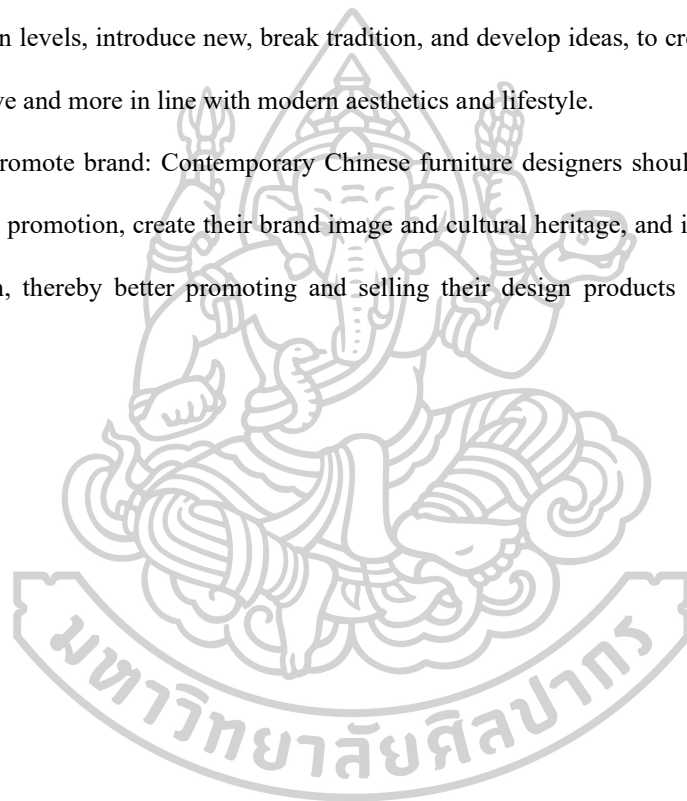 n levels, introduce new, break tradition, and develop ideas, to cr
ve and more in line with modern aesthetics and lifestyle.
romote brand: Contemporary Chinese furniture designers shoul
promotion, create their brand image and cultural heritage, and i
, thereby better promoting and selling their design products
มหาวิทยาลัยศิลปากร